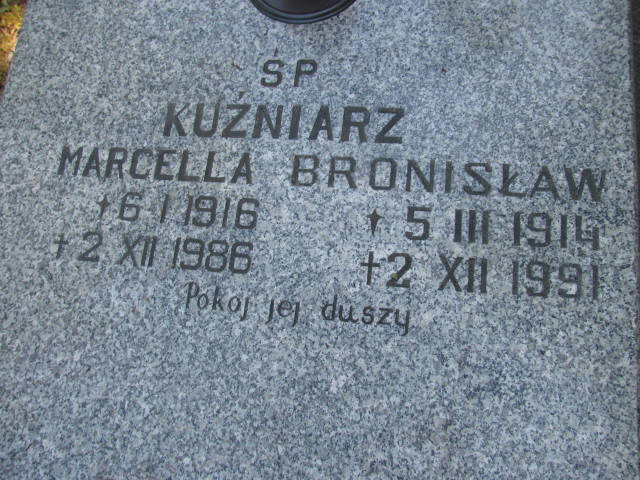 ŚP
KUŹNIARZ
MARCELLA BRONISŁAW
* 6 I 1916 * 5 III 1914
† 2 XII 1986 † 2 XII 1991
Pokoj jej duszy